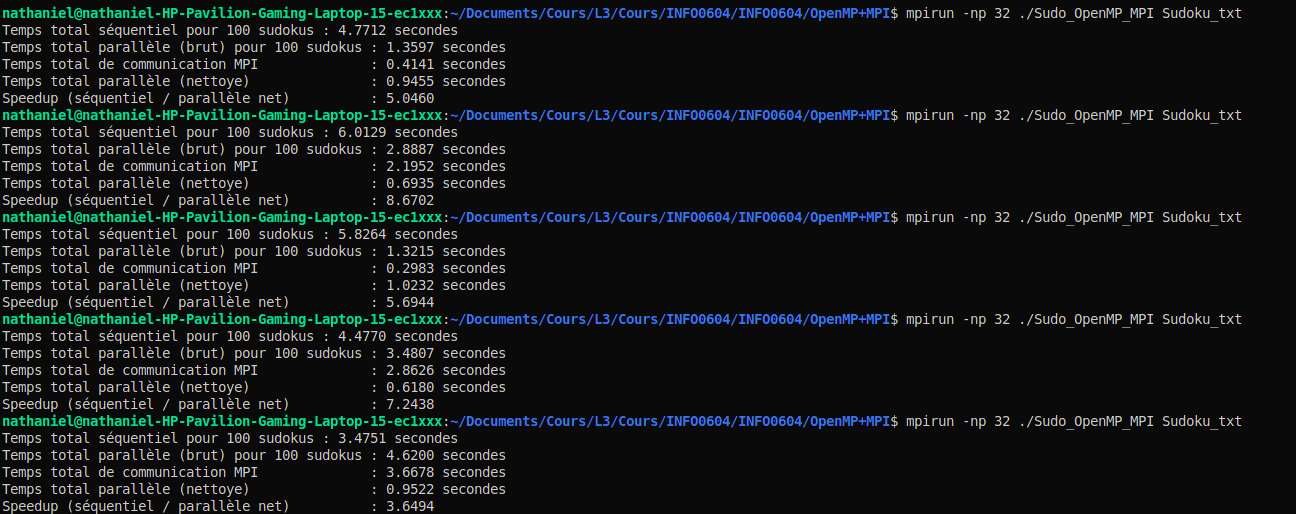 nathaniel@nathaniel-HP-Pavilion-Gaming-Laptop-15-ec1xxx:~/Documents/Cours/L3/Cours/INFO0604/INFO0604/OpenMP+MPI$ mpirun -np 32 ./Sudo_OpenMP_MPI Sudoku_txt
Temps total séquentiel pour 100 sudokus : 4.7712 secondes
Temps total parallèle (brut) pour 100 sudokus : 1.3597 secondes
Temps total de communication MPI              : 0.4141 secondes
Temps total parallèle (nettoye)               : 0.9455 secondes
Speedup (séquentiel / parallèle net)          : 5.0460
nathaniel@nathaniel-HP-Pavilion-Gaming-Laptop-15-ec1xxx:~/Documents/Cours/L3/Cours/INFO0604/INFO0604/OpenMP+MPI$ mpirun -np 32 ./Sudo_OpenMP_MPI Sudoku_txt
Temps total séquentiel pour 100 sudokus : 6.0129 secondes
Temps total parallèle (brut) pour 100 sudokus : 2.8887 secondes
Temps total de communication MPI              : 2.1952 secondes
Temps total parallèle (nettoye)               : 0.6935 secondes
Speedup (séquentiel / parallèle net)          : 8.6702
nathaniel@nathaniel-HP-Pavilion-Gaming-Laptop-15-ec1xxx:~/Documents/Cours/L3/Cours/INFO0604/INFO0604/OpenMP+MPI$ mpirun -np 32 ./Sudo_OpenMP_MPI Sudoku_txt
Temps total séquentiel pour 100 sudokus : 5.8264 secondes
Temps total parallèle (brut) pour 100 sudokus : 1.3215 secondes
Temps total de communication MPI              : 0.2983 secondes
Temps total parallèle (nettoye)               : 1.0232 secondes
Speedup (séquentiel / parallèle net)          : 5.6944
nathaniel@nathaniel-HP-Pavilion-Gaming-Laptop-15-ec1xxx:~/Documents/Cours/L3/Cours/INFO0604/INFO0604/OpenMP+MPI$ mpirun -np 32 ./Sudo_OpenMP_MPI Sudoku_txt
Temps total séquentiel pour 100 sudokus : 4.4770 secondes
Temps total parallèle (brut) pour 100 sudokus : 3.4807 secondes
Temps total de communication MPI              : 2.8626 secondes
Temps total parallèle (nettoye)               : 0.6180 secondes
Speedup (séquentiel / parallèle net)          : 7.2438
nathaniel@nathaniel-HP-Pavilion-Gaming-Laptop-15-ec1xxx:~/Documents/Cours/L3/Cours/INFO0604/INFO0604/OpenMP+MPI$ mpirun -np 32 ./Sudo_OpenMP_MPI Sudoku_txt
Temps total séquentiel pour 100 sudokus : 3.4751 secondes
Temps total parallèle (brut) pour 100 sudokus : 4.6200 secondes
Temps total de communication MPI              : 3.6678 secondes
Temps total parallèle (nettoye)               : 0.9522 secondes
Speedup (séquentiel / parallèle net)          : 3.6494